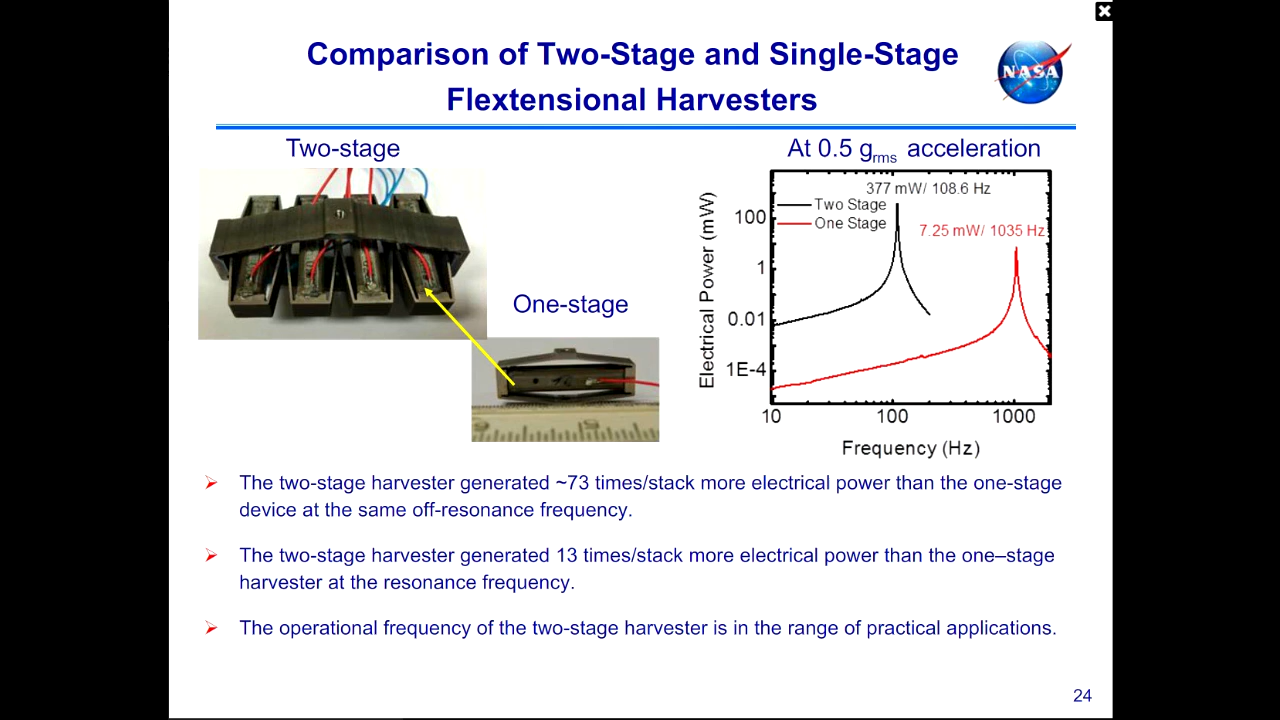 Comparison of Two-Stage and Single-Stage
Flextensional Harvesters
NASA
Two-stage
One-stage
At 0.5 grms acceleration
377 mW/ 108.6 Hz
Two Stage
One Stage
7.25 mW/ 1035 Hz
Electrical Power (mW)
100
1
0.01
1E-4
10
100
1000
Frequency (Hz)
The two-stage harvester generated ~73 times/stack more electrical power than the one-stage
device at the same off-resonance frequency.
The two-stage harvester generated 13 times/stack more electrical power than the one–stage
harvester at the resonance frequency.
The operational frequency of the two-stage harvester is in the range of practical applications.
24